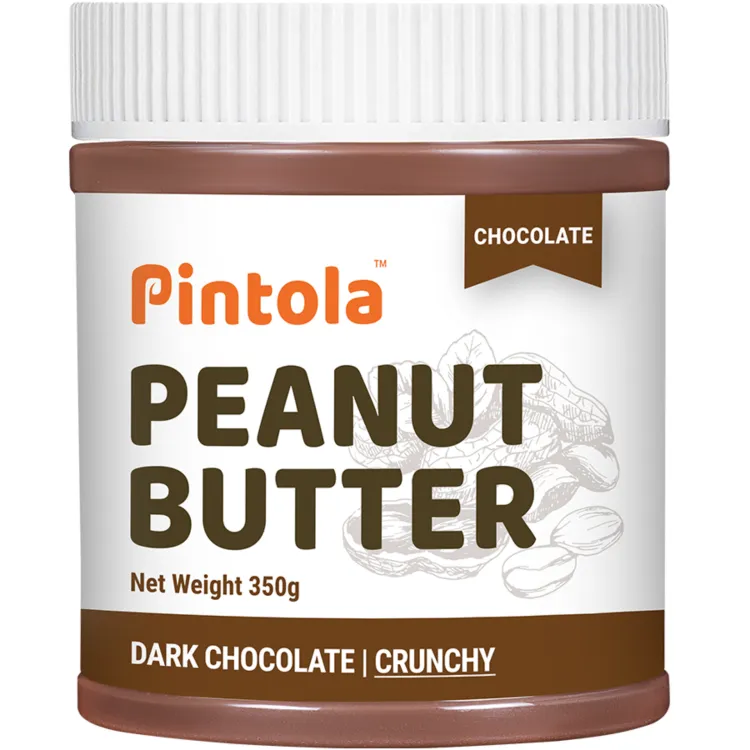 CHOCOLATE
Pintola™
PEANUT
BUTTER
Net Weight 350g
DARK CHOCOLATE | CRUNCHY